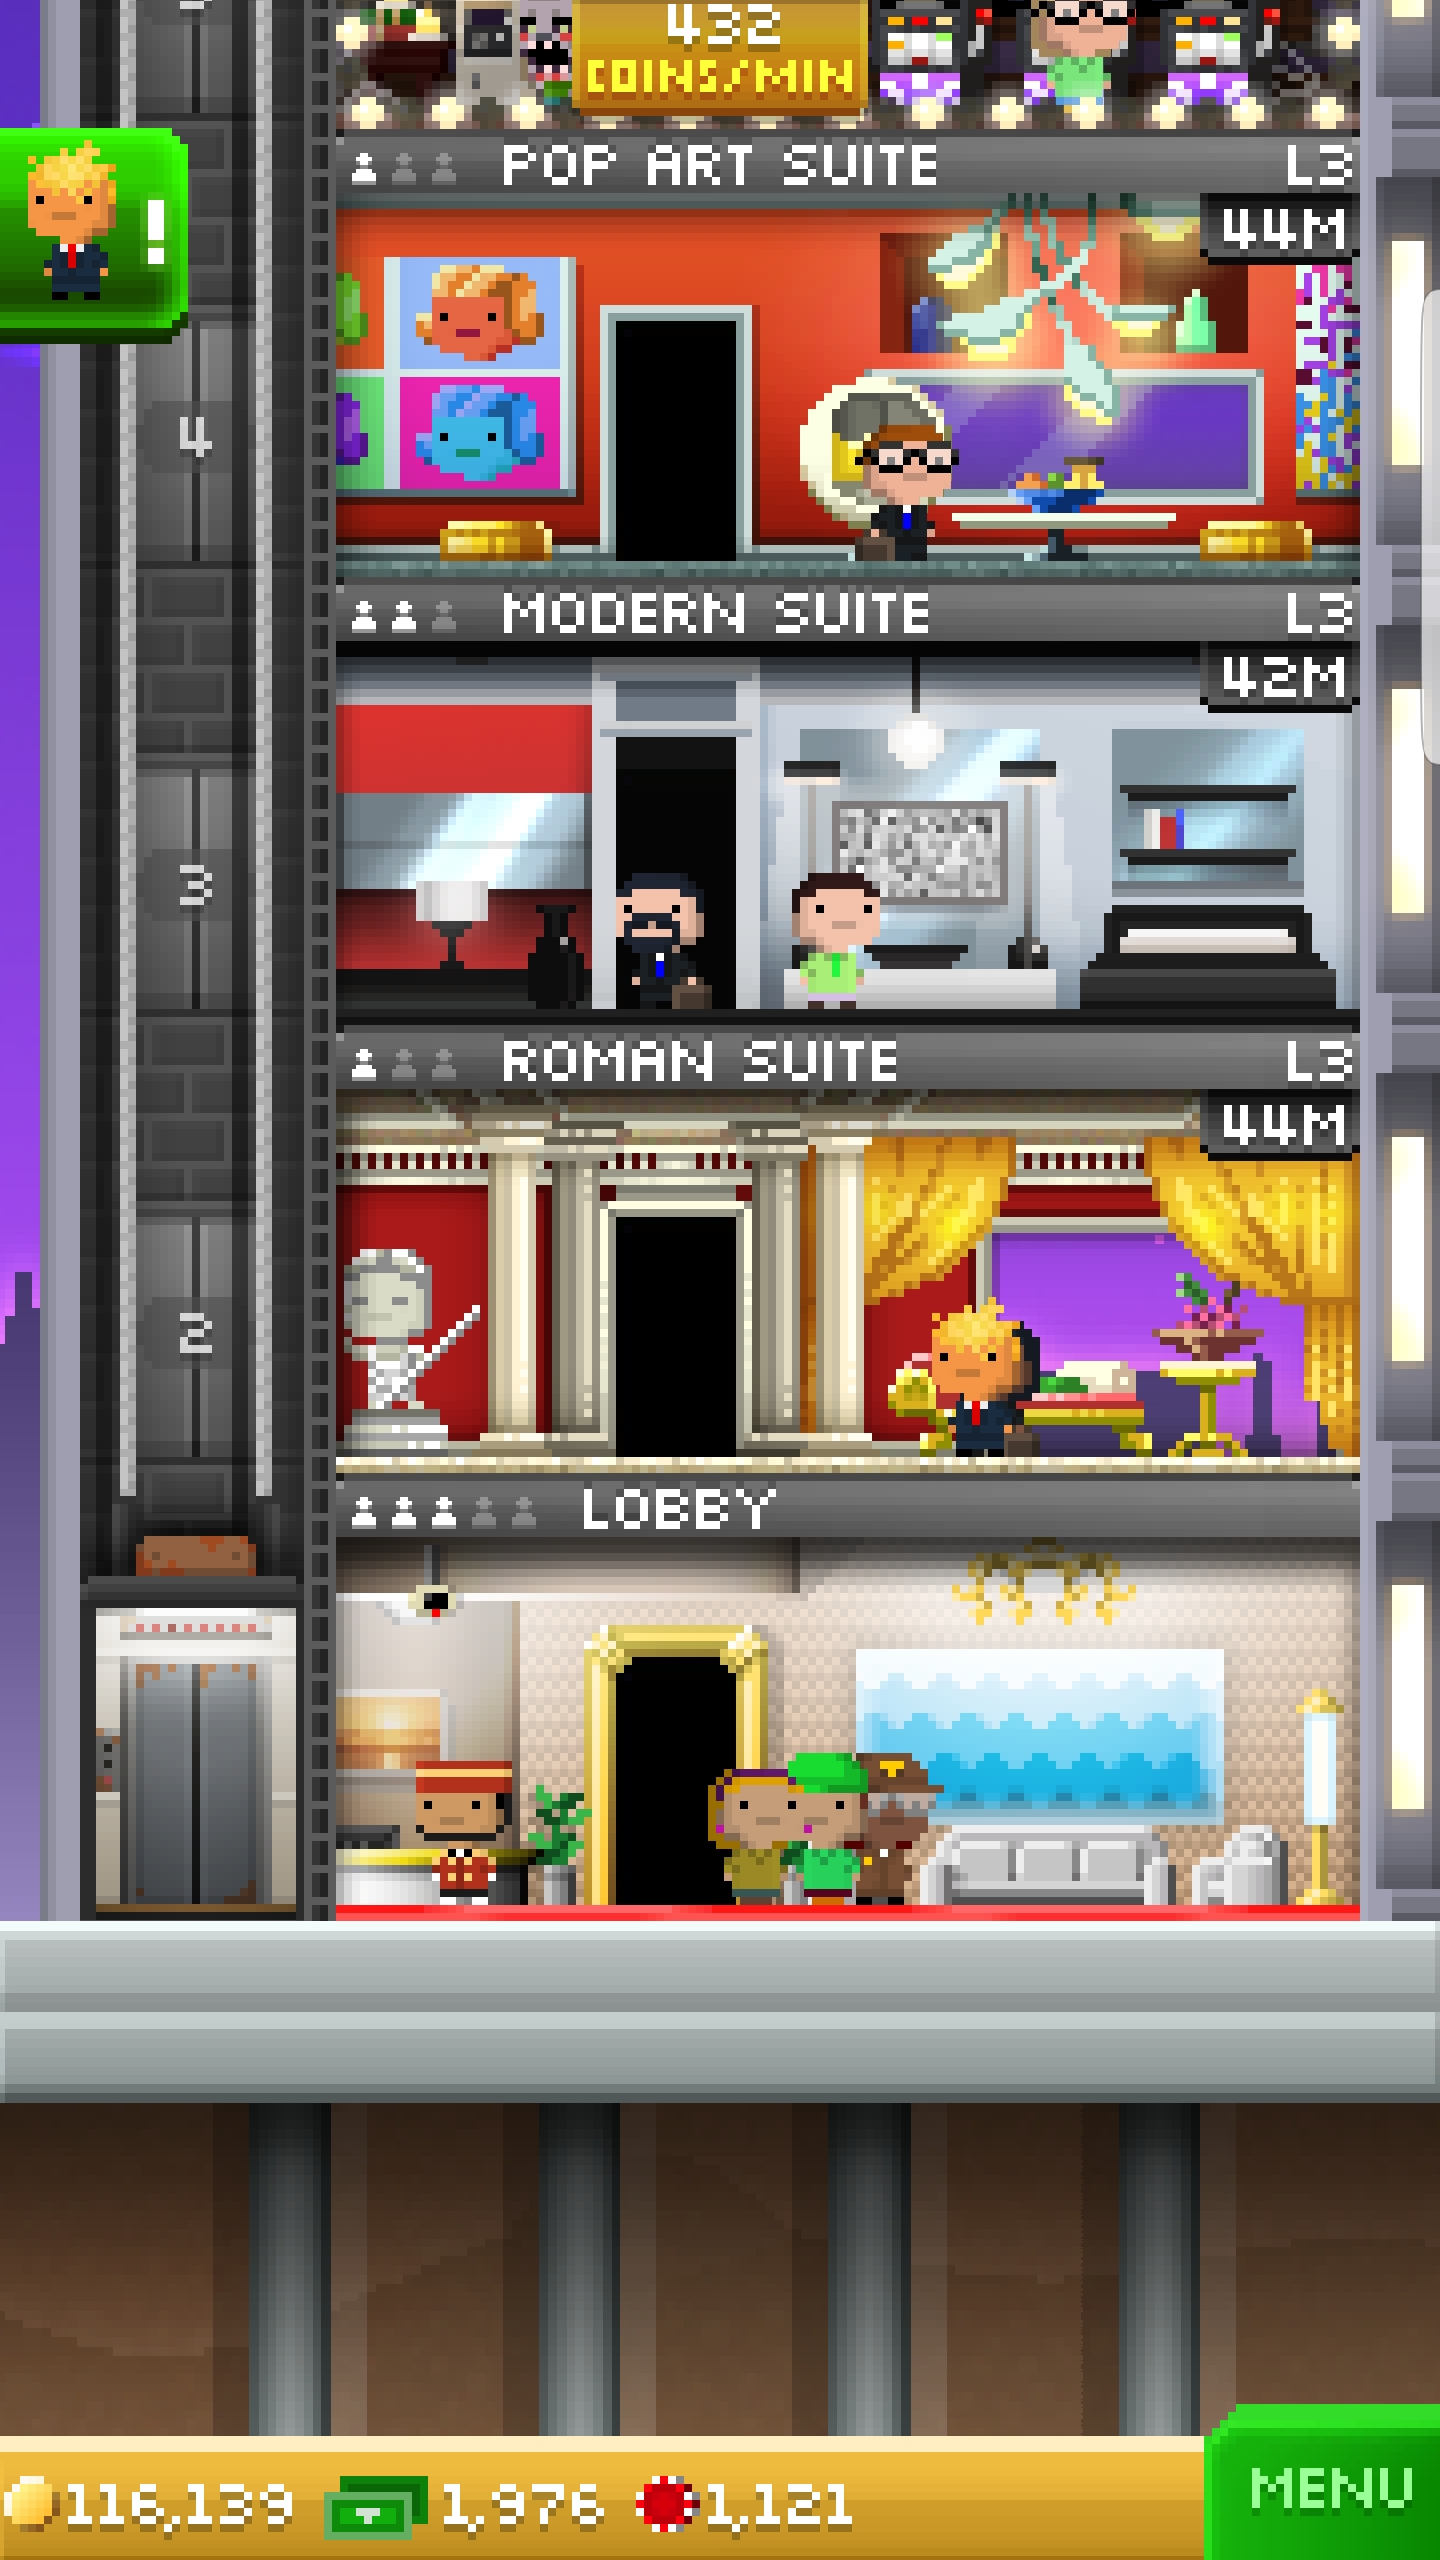 432
COINS/MIN
POP ART SUITE L3
44M
!
4
MODERN SUITE L3
42M
3
ROMAN SUITE L3
44M
2
LOBBY
116,139 1,976 1,121
MENU